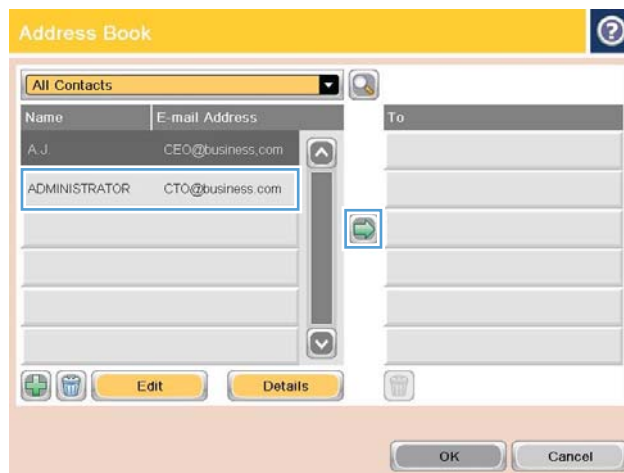 Address Book
?
All Contacts
Name E-mail Address To
A.J. CEO@business,com
ADMINISTRATOR CTO@business.com
Edit Details
OK Cancel